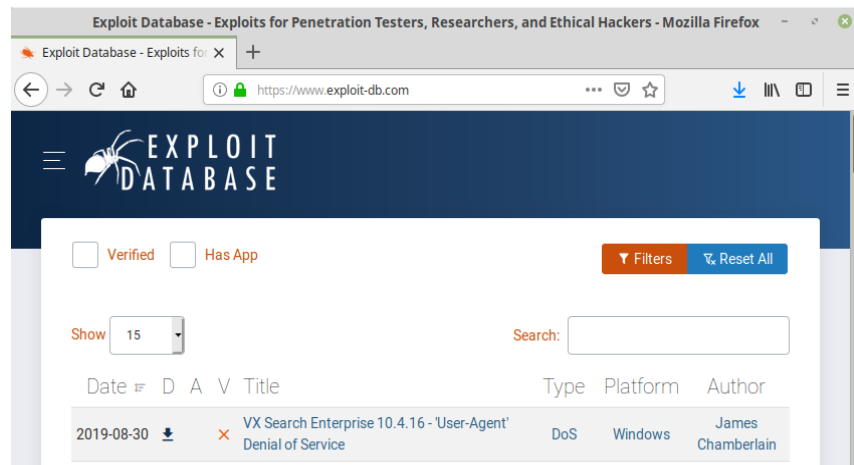 Exploit Database - Exploits for Penetration Testers, Researchers, and Ethical Hackers - Mozilla Firefox
Exploit Database - Exploits for
https://www.exploit-db.com
EXPLOIT
DATABASE
Verified Has App Filters Reset All
Show 15 Search:
Date D A V Title Type Platform Author
2019-08-30 VX Search Enterprise 10.4.16 - 'User-Agent' Denial of Service DoS Windows James Chamberlain